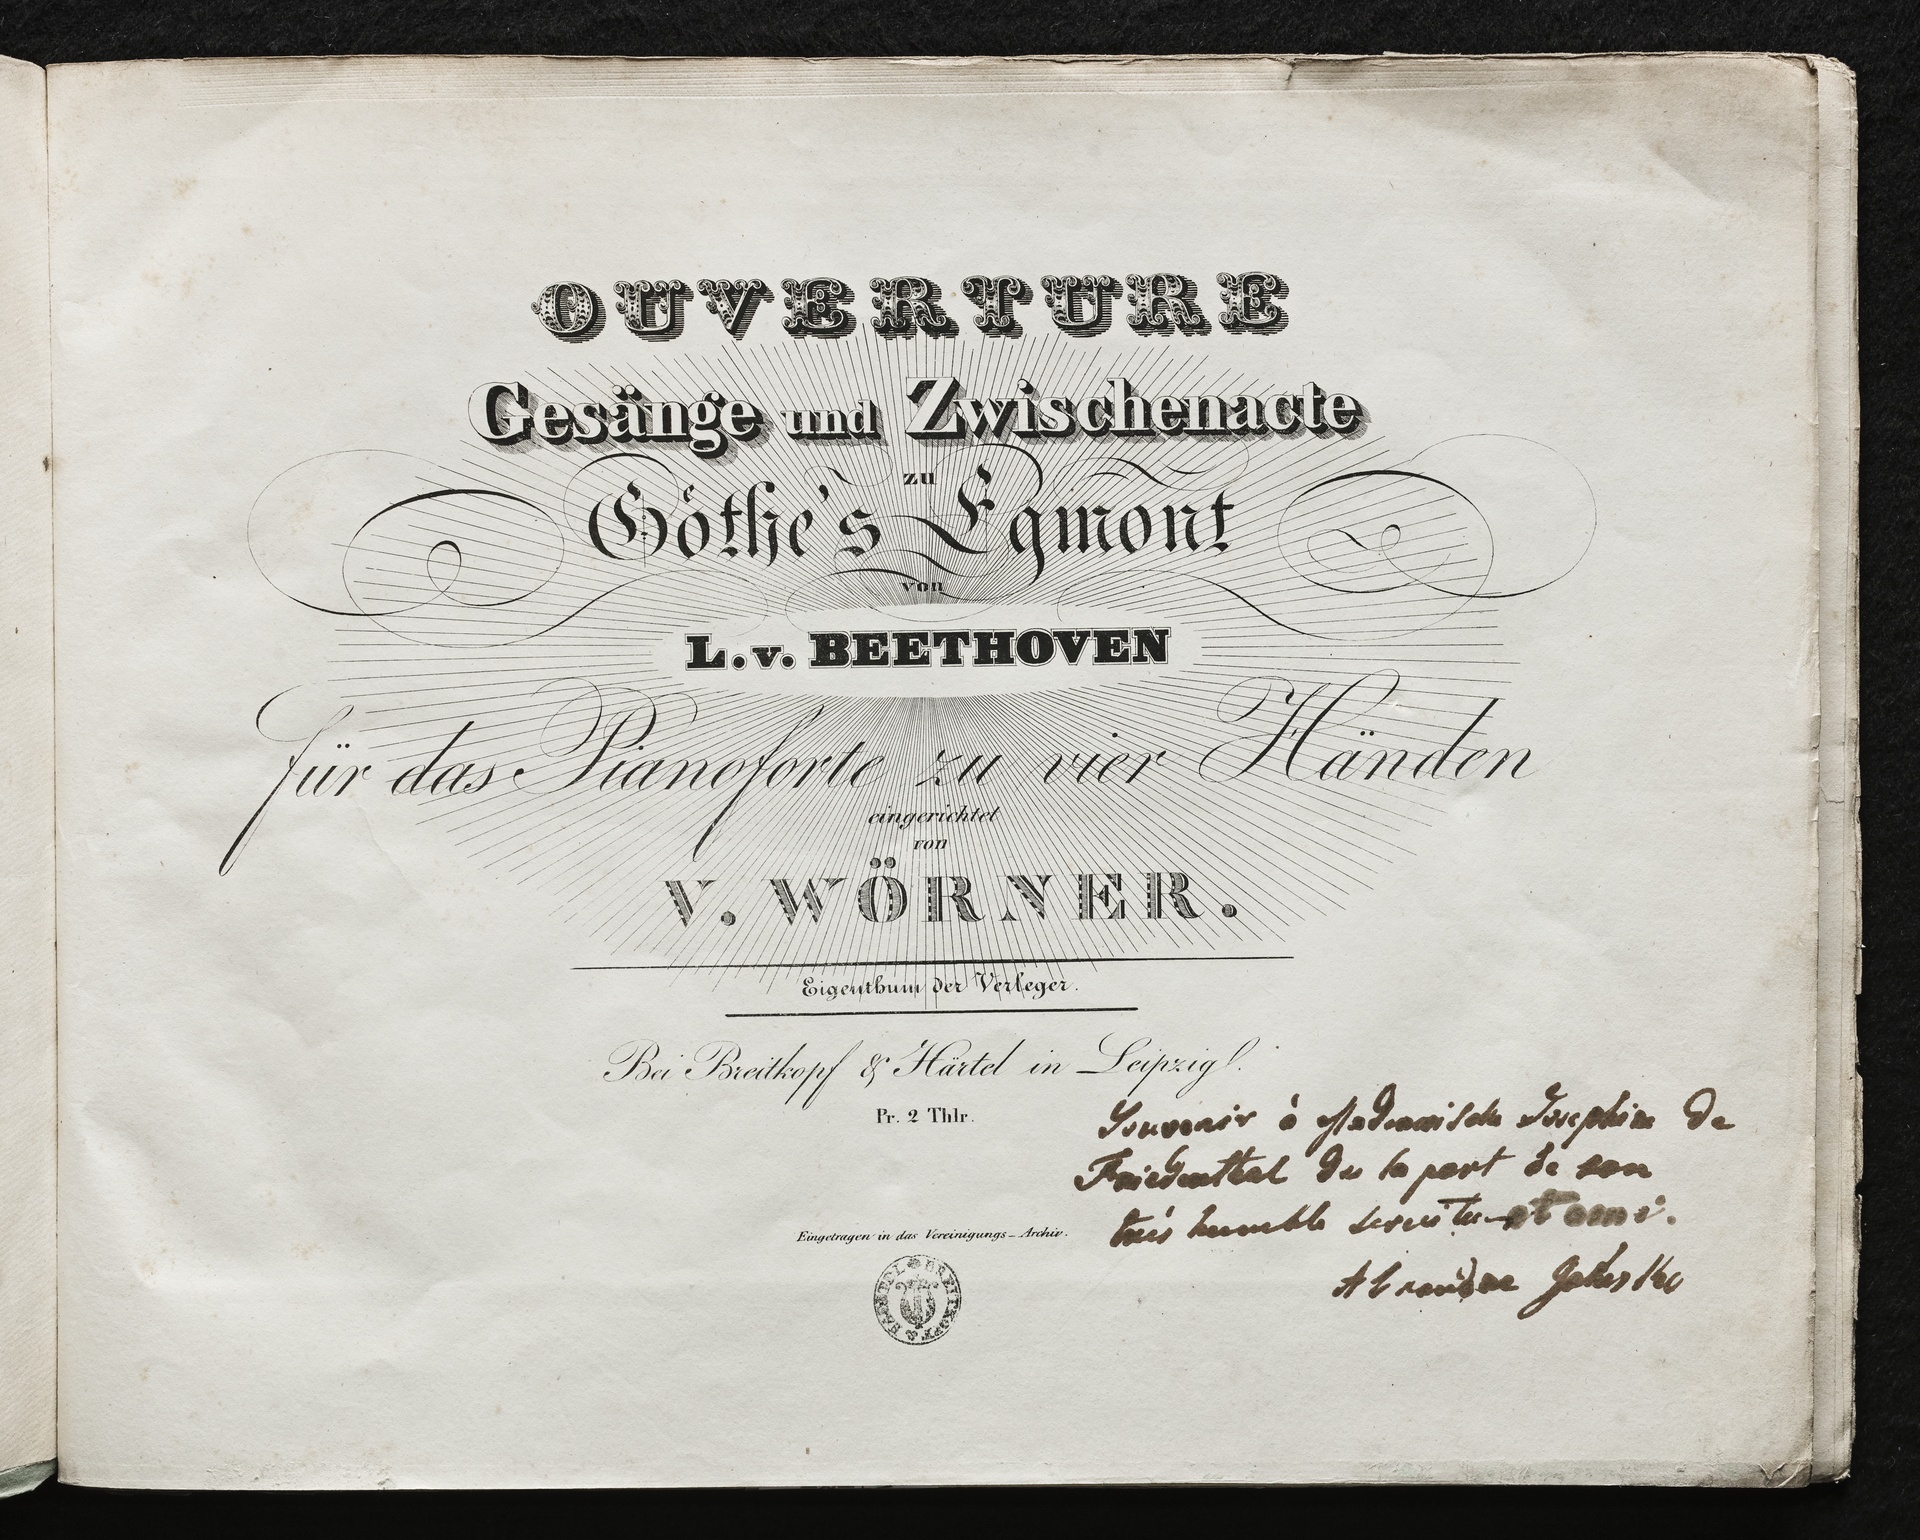 OUVERTURE
Gesänge und Zwischenacte
zu
Göthe's Egmont
von
L. v. BEETHOVEN
für das Pianoforte zu vier Händen
eingerichtet
von
V. WÖRNER.
Eigenthum der Verleger.
Bei Breitkopf & Härtel in Leipzig.
Pr. 2 Thlr.
Souvenir à Mademoiselle Josephine de
Friedenthal de la part de son
très humble et ami.
Eingetragen in das Vereinigungs-Archiv.
BREITKOPF & HÄRTEL